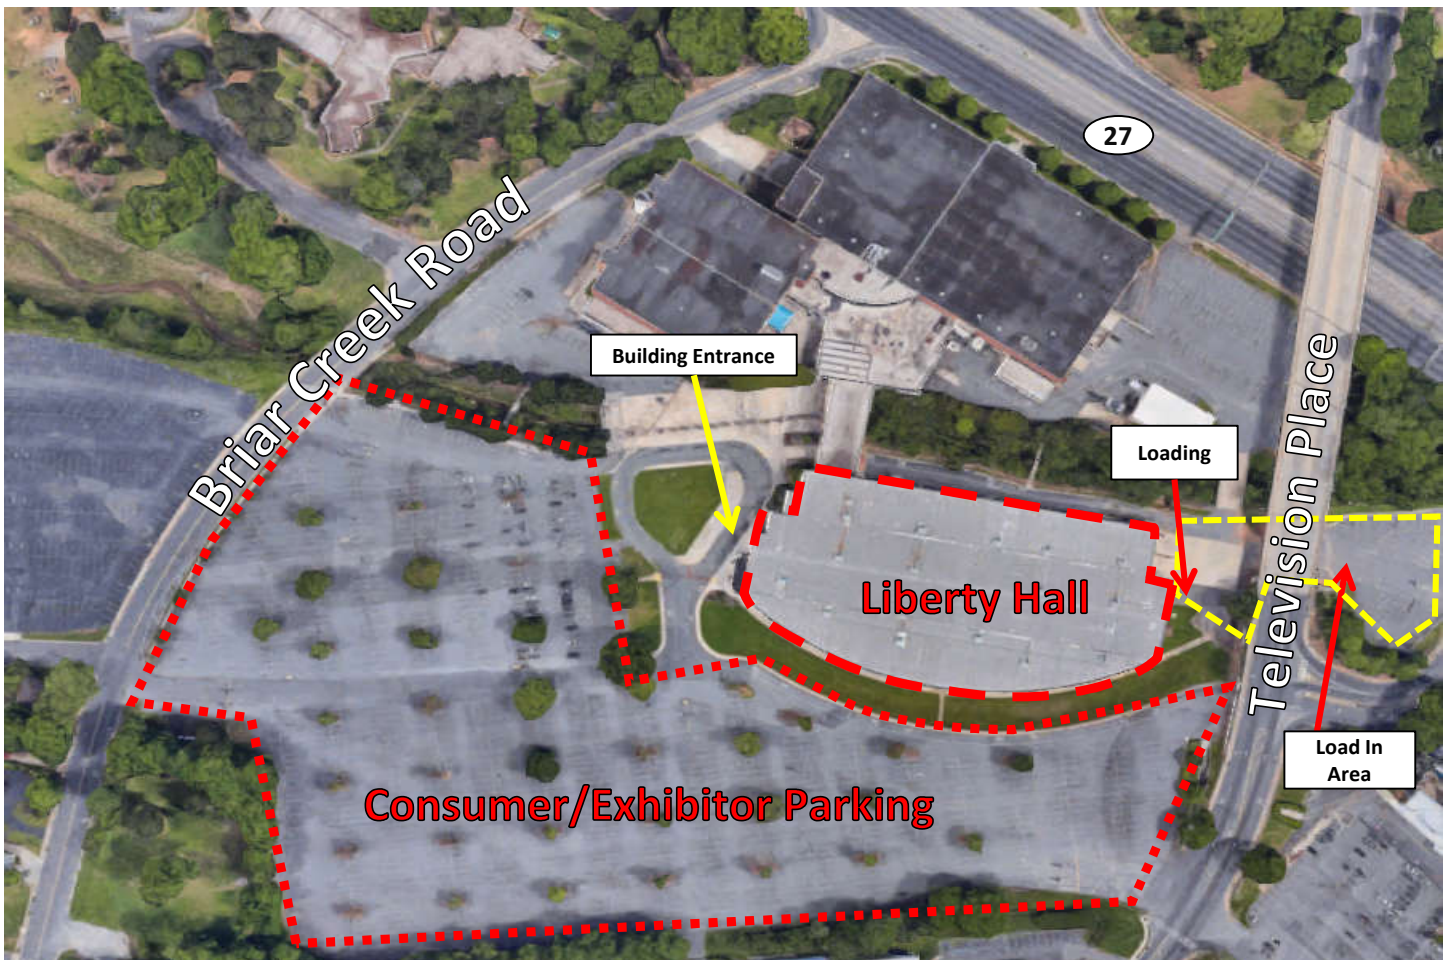 27
Briar Creek Road
Building Entrance
Television Place
Loading
Liberty Hall
Load In
Area
Consumer/Exhibitor Parking